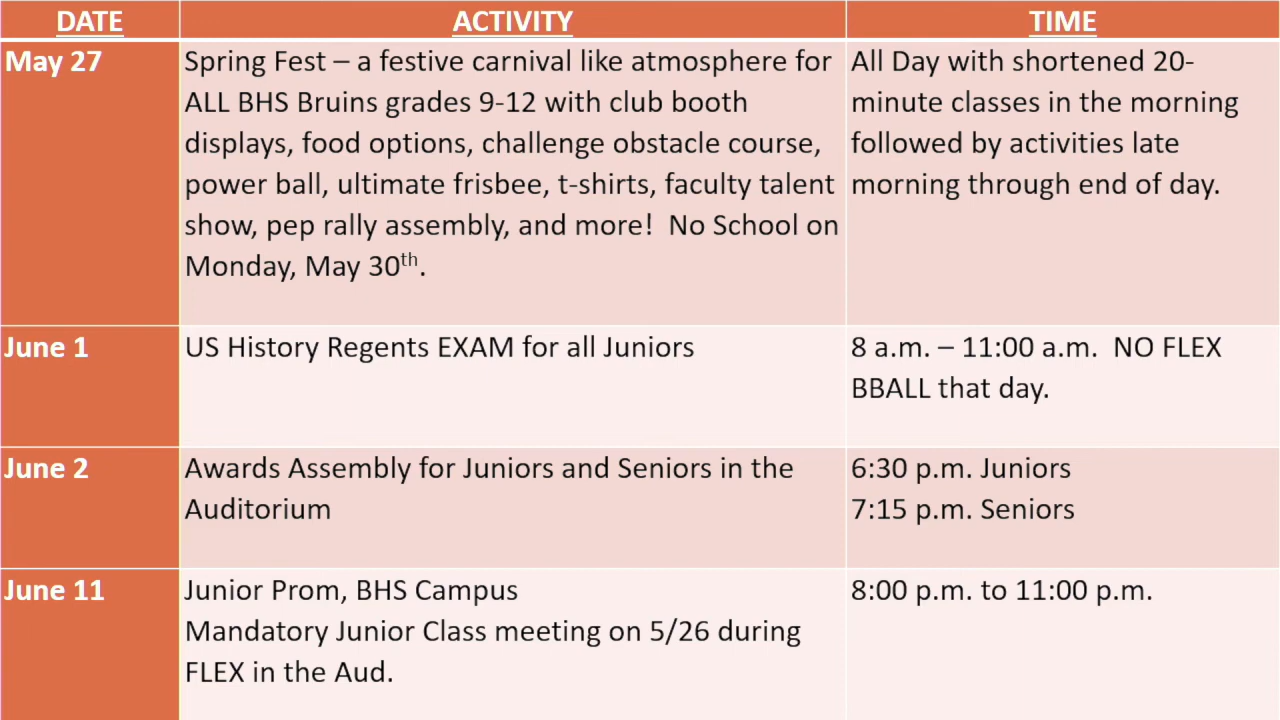 DATE
ACTIVITY
TIME
May 27
Spring Fest – a festive carnival like atmosphere for
ALL BHS Bruins grades 9-12 with club booth
displays, food options, challenge obstacle course,
power ball, ultimate frisbee, t-shirts, faculty talent
show, pep rally assembly, and more!  No School on
Monday, May 30th.
All Day with shortened 20-
minute classes in the morning
followed by activities late
morning through end of day.
June 1
US History Regents EXAM for all Juniors
8 a.m. – 11:00 a.m.  NO FLEX
BBALL that day.
June 2
Awards Assembly for Juniors and Seniors in the
Auditorium
6:30 p.m. Juniors
7:15 p.m. Seniors
June 11
Junior Prom, BHS Campus
Mandatory Junior Class meeting on 5/26 during
FLEX in the Aud.
8:00 p.m. to 11:00 p.m.